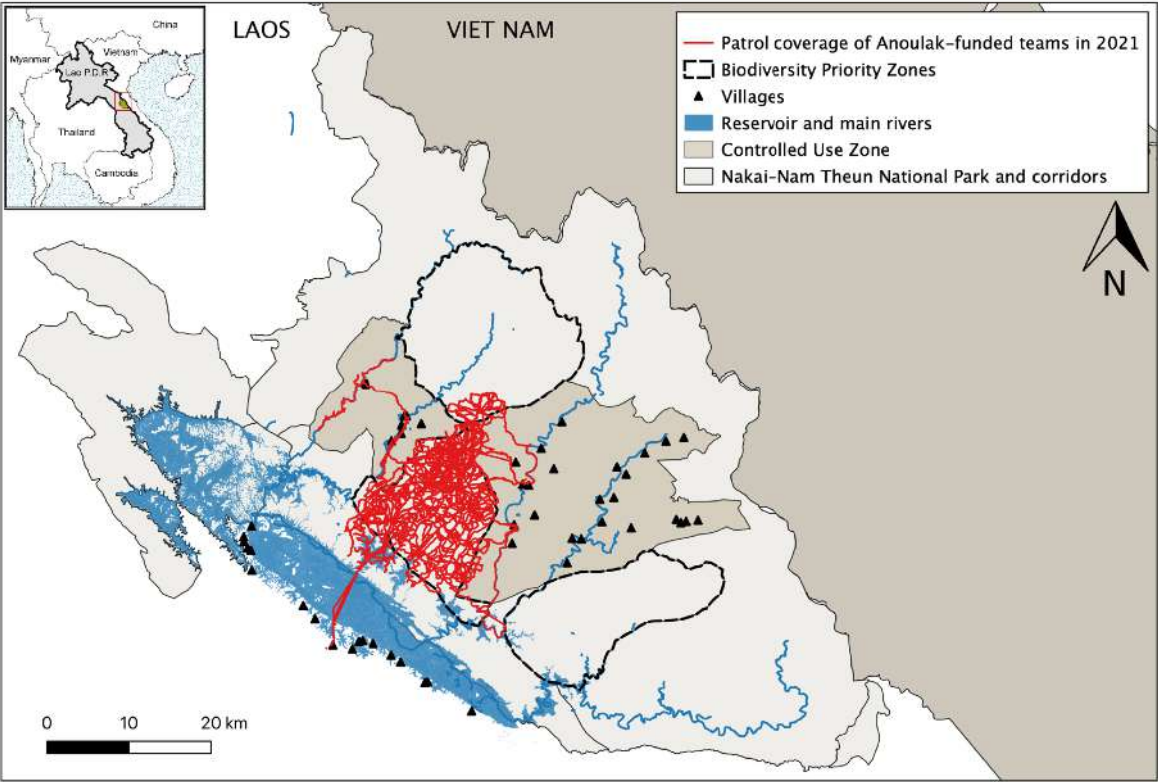 China
Myanmar
Vietnam
Lao P.D.R
Thailand
Cambodia
LAOS
VIET NAM
Patrol coverage of Anoulak-funded teams in 2021
Biodiversity Priority Zones
Villages
Reservoir and main rivers
Controlled Use Zone
Nakai-Nam Theun National Park and corridors
N
0 10 20 km